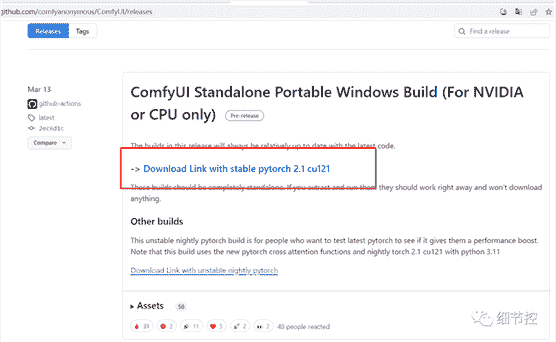 github.com/comfyanonymous/ComfyUI/releases
Releases Tags
Find a release
Mar 13
github-actions
latest
Compare
ComfyUI Standalone Portable Windows Build (For NVIDIA
or CPU only) Pre-release
The builds in this release will always be relatively up to date with the latest code.
-> Download Link with stable pytorch 2.1 cu121
These builds should be completely standalone. If you extract and run them they should work right away and won't download
anything.
Other builds
This unstable nightly pytorch build is for people who want to test latest pytorch to see if it gives them a performance boost.
Note that this build uses the new pytorch cross attention functions and nightly torch 2.1 cu121 with python 3.11
Download Link with unstable nightly pytorch
Assets 50
39 2 11 5 2 2 48 people reacted
细节控